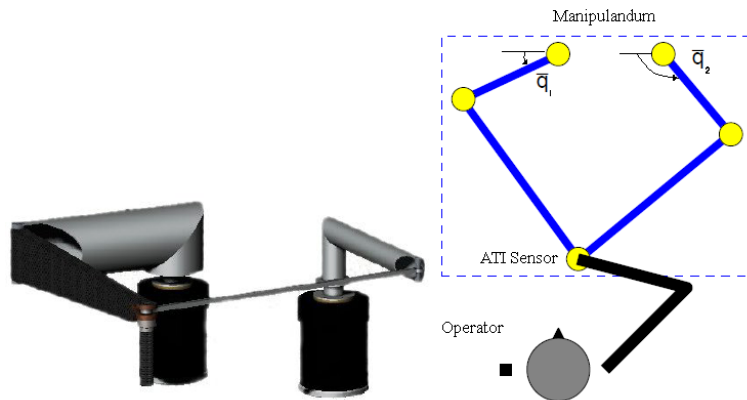 Manipulandum
q̅₁
q̅₂
ATI Sensor
Operator